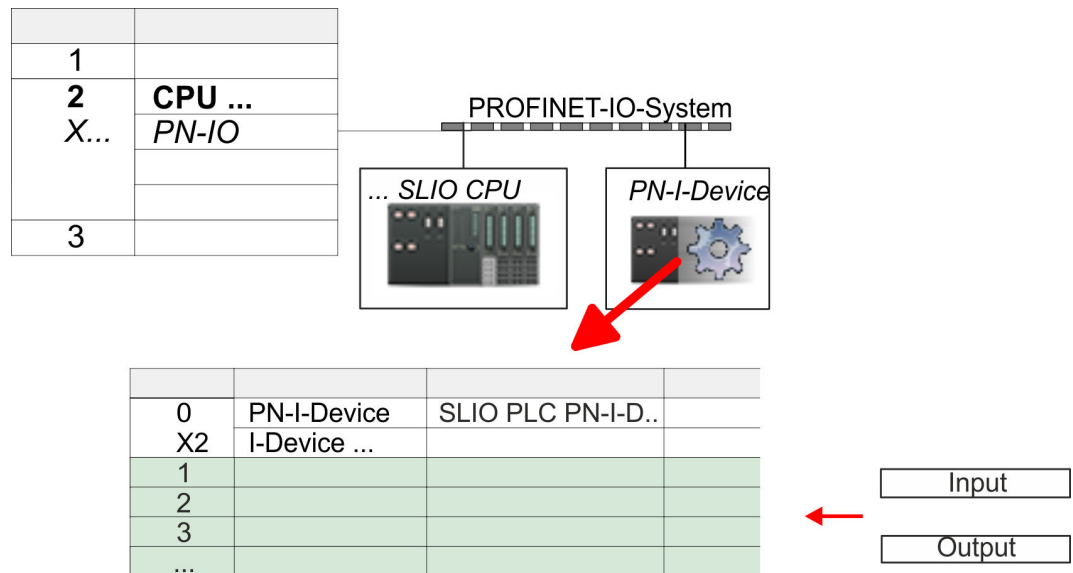 1
2 CPU ...
X... PN-IO
3
PROFINET-IO-System
... SLIO CPU
PN-I-Device
0 PN-I-Device SLIO PLC PN-I-D..
X2 I-Device ...
1
2
3
...
Input
Output